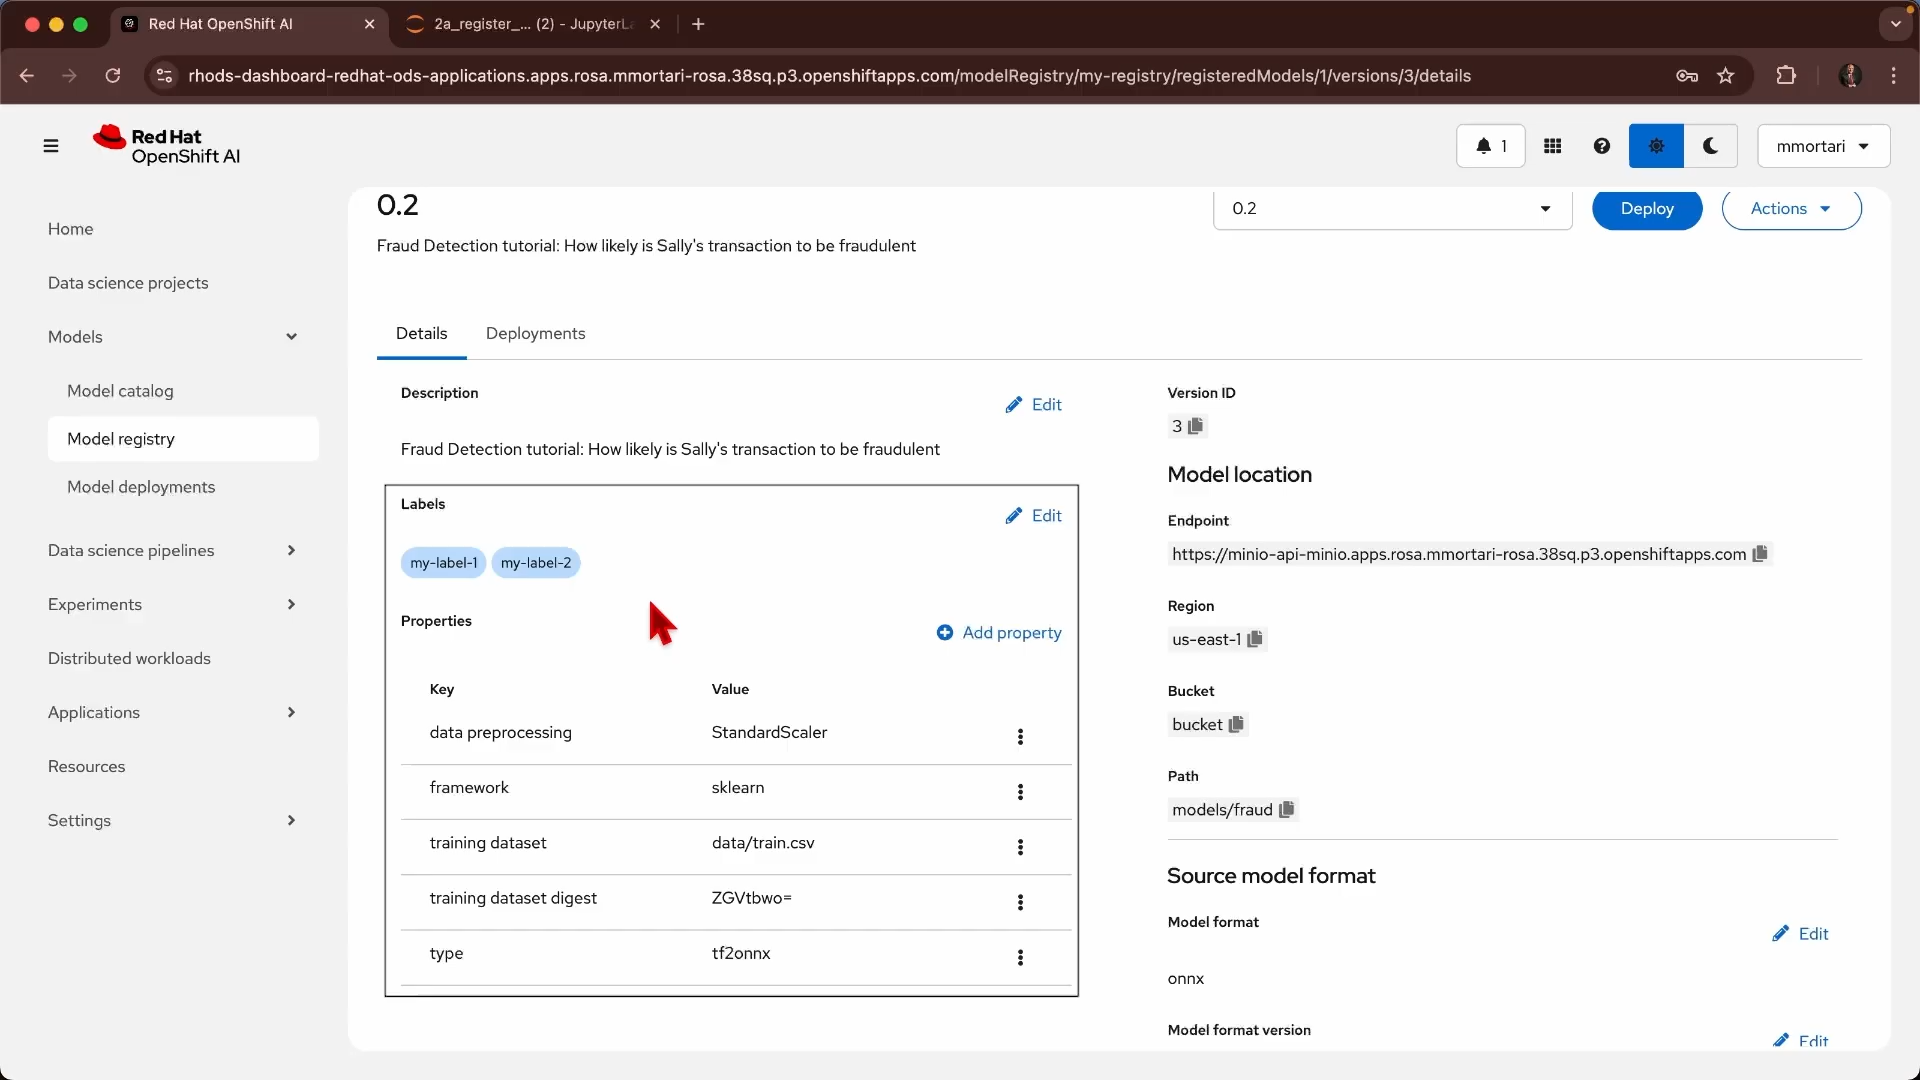 Red Hat OpenShift AI
2a_register_... (2) - JupyterLa
rhods-dashboard-redhat-ods-applications.apps.rosa.mmortari-rosa.38sq.p3.openshiftapps.com/modelRegistry/my-registry/registeredModels/1/versions/3/details
Red Hat
OpenShift AI
1
mmortari
Home
Data science projects
Models
Model catalog
Model registry
Model deployments
Data science pipelines
Experiments
Distributed workloads
Applications
Resources
Settings
0.2
0.2
Deploy
Actions
Fraud Detection tutorial: How likely is Sally's transaction to be fraudulent
Details
Deployments
Description
Edit
Fraud Detection tutorial: How likely is Sally's transaction to be fraudulent
Labels
Edit
my-label-1 my-label-2
Properties
Add property
Key Value
data preprocessing StandardScaler
framework sklearn
training dataset data/train.csv
training dataset digest ZGVtbwo=
type tf2onnx
Version ID
3
Model location
Endpoint
https://minio-api-minio.apps.rosa.mmortari-rosa.38sq.p3.openshiftapps.com
Region
us-east-1
Bucket
bucket
Path
models/fraud
Source model format
Model format
Edit
onnx
Model format version
Edit